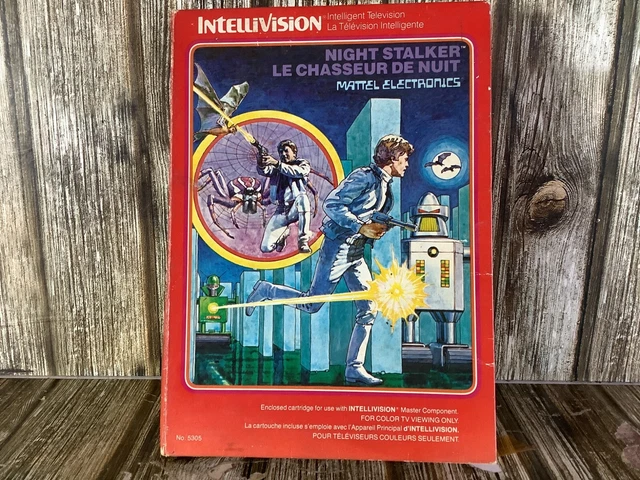 INTELLIVISION Intelligent Television
La Télévision Intelligente
NIGHT STALKER™
LE CHASSEUR DE NUIT
MATTEL ELECTRONICS
Enclosed cartridge for use with INTELLIVISION™ Master Component.
FOR COLOR TV VIEWING ONLY.
La cartouche incluse s'emploie avec l'Appareil Principal d'INTELLIVISION.
POUR TÉLÉVISEURS COULEURS SEULEMENT.
No. 5305